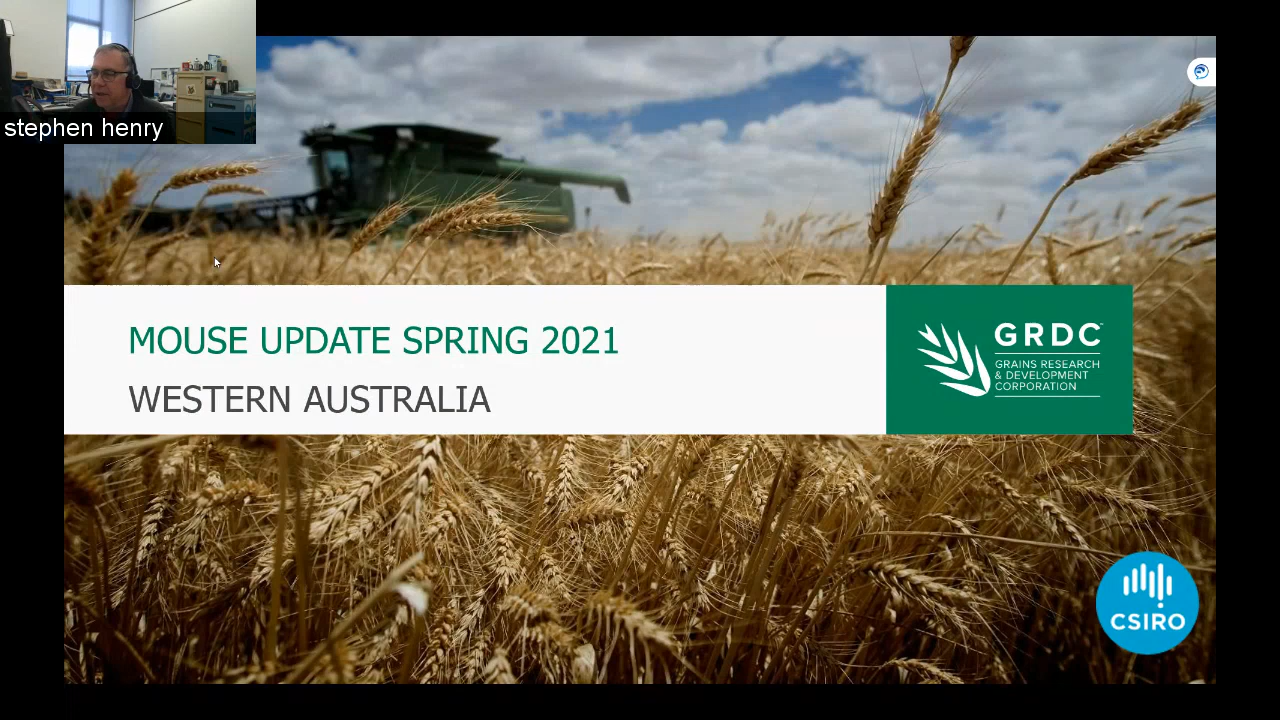 stephen henry
MOUSE UPDATE SPRING 2021
WESTERN AUSTRALIA
GRDC
GRAINS RESEARCH
& DEVELOPMENT
CORPORATION
CSIRO